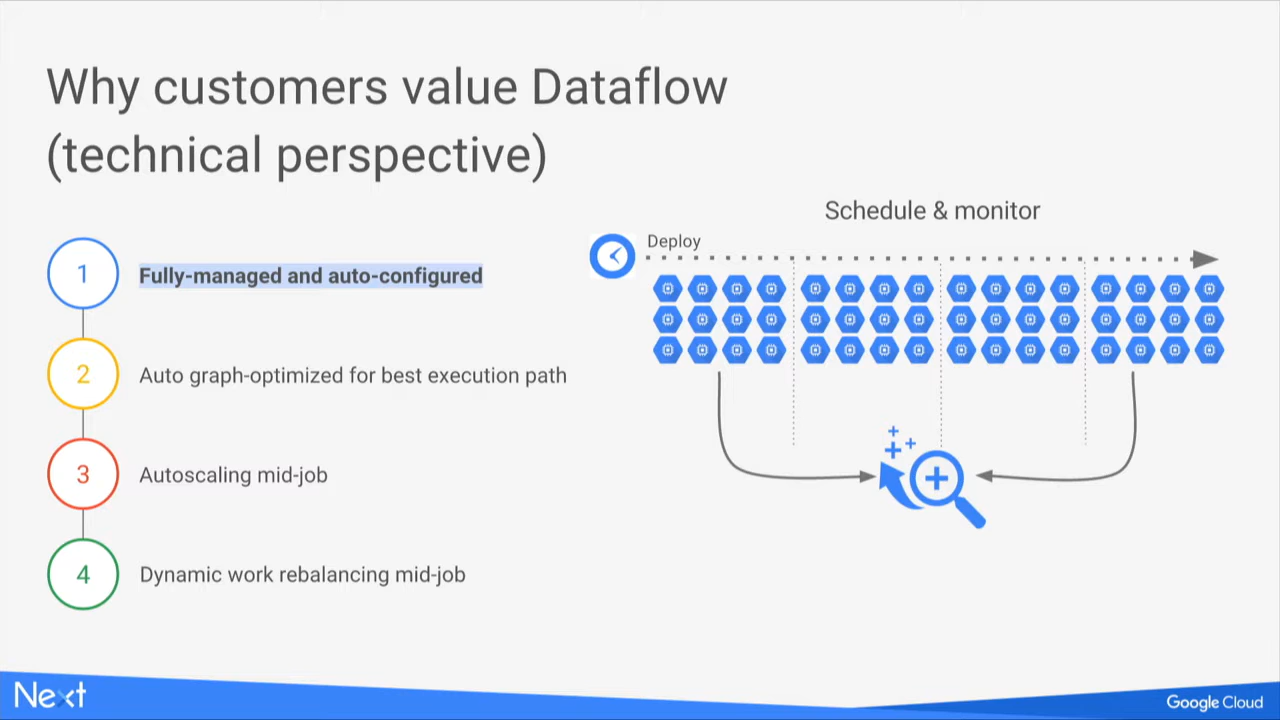 Why customers value Dataflow
(technical perspective)
Schedule & monitor
Deploy
1
Fully-managed and auto-configured
2
Auto graph-optimized for best execution path
3
Autoscaling mid-job
4
Dynamic work rebalancing mid-job
Next
Google Cloud